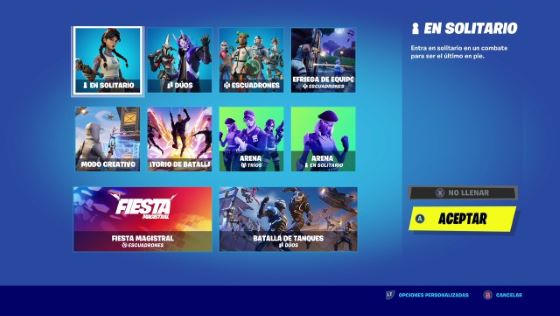 EN SOLITARIO
Entra en solitario en un combate
para ser el último en pie.
EN SOLITARIO
DÚOS
ESCUADRONES
EFRIEGA DE EQUIPO
ESCUADRONES
MODO CREATIVO
TORIO DE BATALLA
ARENA
TRÍOS
ARENA
EN SOLITARIO
FIESTA
MAGISTRAL
FIESTA MAGISTRAL
ESCUADRONES
BATALLA DE TANQUES
DÚOS
X NO LLENAR
A ACEPTAR
LT OPCIONES PERSONALIZADAS
B CANCELAR